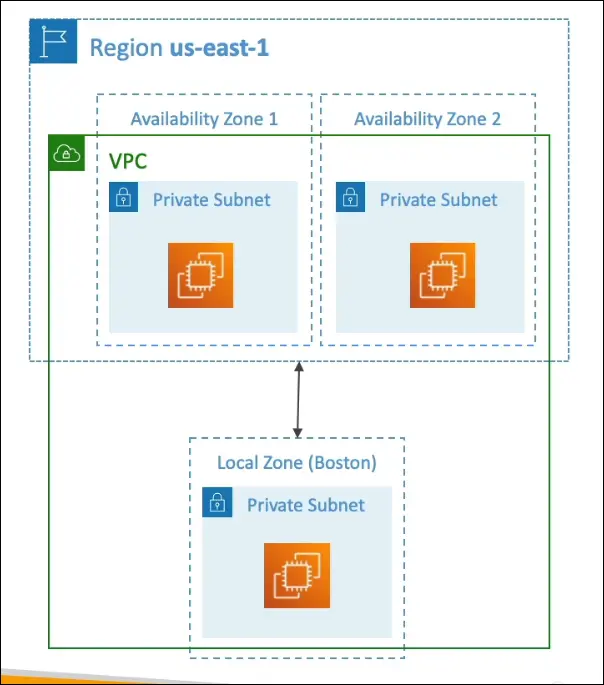 Region us-east-1
Availability Zone 1
Availability Zone 2
VPC
Private Subnet
Private Subnet
Local Zone (Boston)
Private Subnet